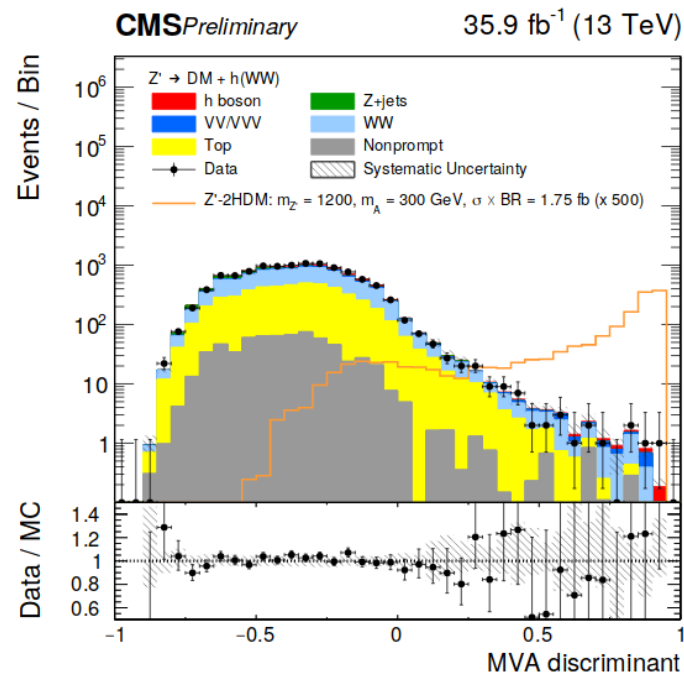 CMS Preliminary 35.9 fb⁻¹ (13 TeV)
Events / Bin
10⁶
10⁵
10⁴
10³
10²
10
1
Z' → DM + h(WW)
h boson Z+jets
VV/VVV WW
Top Nonprompt
Data Systematic Uncertainty
Z'-2HDM: m_Z' = 1200, m_A = 300 GeV, σ × BR = 1.75 fb (x 500)
Data / MC
1.4
1.2
1
0.8
0.6
−1 −0.5 0 0.5 1
MVA discriminant